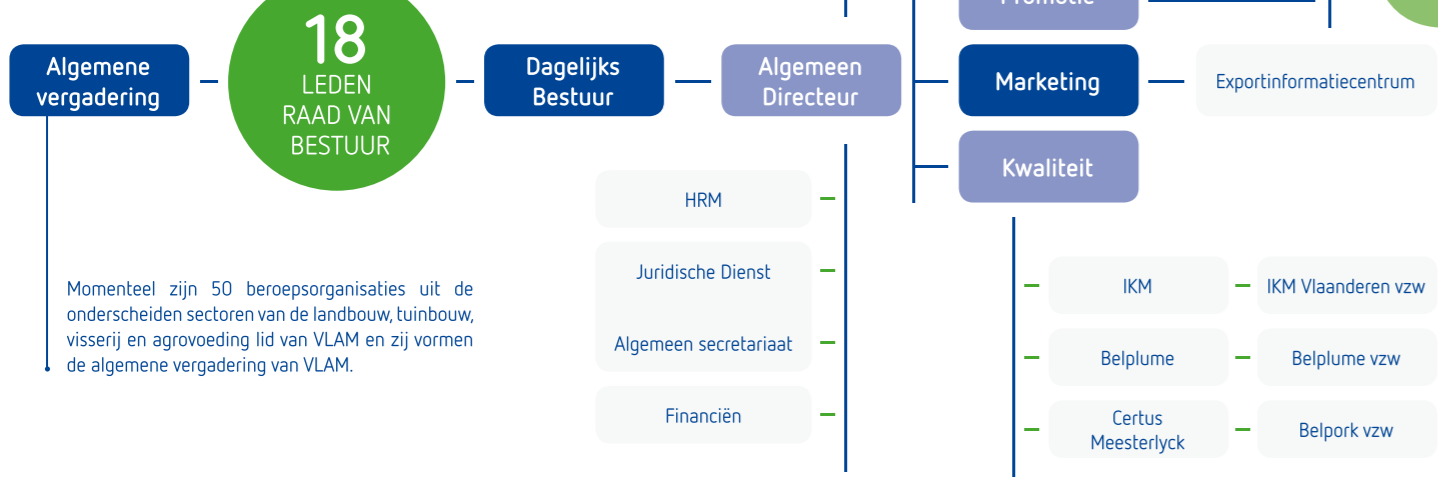 Promotie
Algemene
vergadering
18
LEDEN
RAAD VAN
BESTUUR
Dagelijks
Bestuur
Algemeen
Directeur
Marketing
Exportinformatiecentrum
Kwaliteit
HRM
Juridische Dienst
Algemeen secretariaat
Financiën
Momenteel zijn 50 beroepsorganisaties uit de
onderscheiden sectoren van de landbouw, tuinbouw,
visserij en agrovoeding lid van VLAM en zij vormen
de algemene vergadering van VLAM.
IKM
IKM Vlaanderen vzw
Belplume
Belplume vzw
Certus
Meesterlyck
Belpork vzw